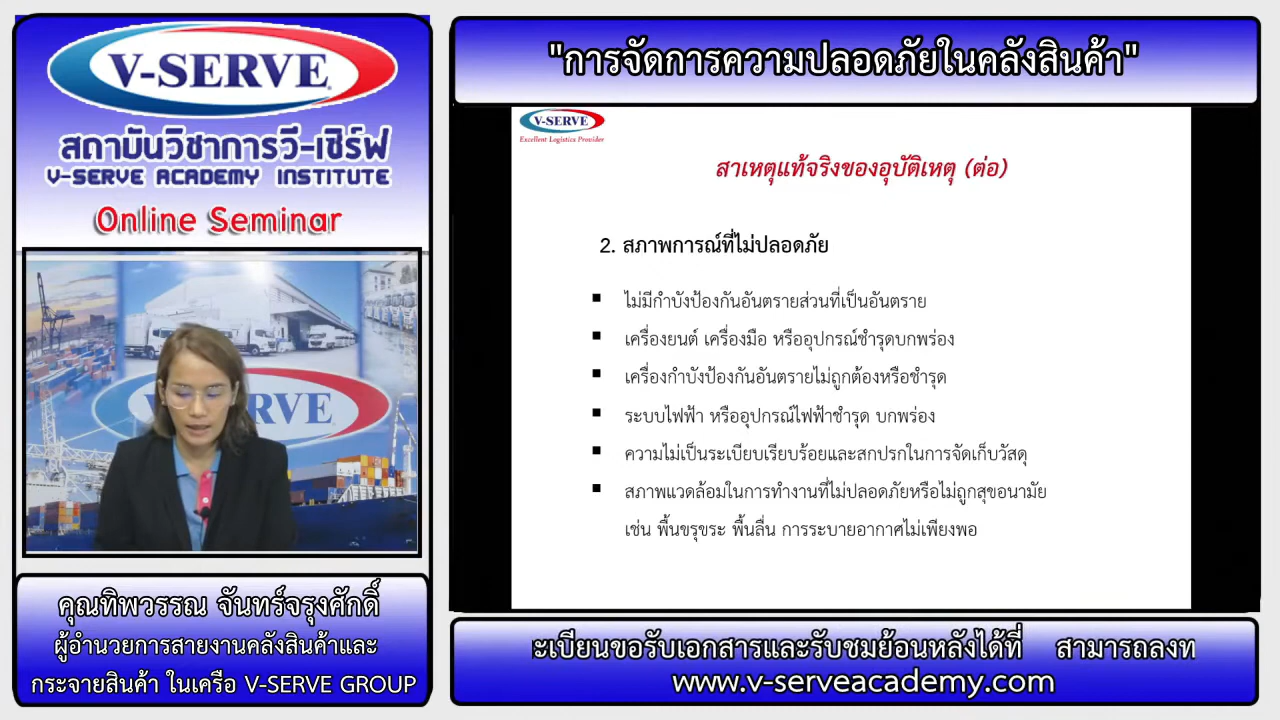 V-SERVE
สถาบันวิชาการวี-เซิร์ฟ
V-SERVE ACADEMY INSTITUTE
Online Seminar
คุณทิพวรรณ จันทร์จรุงศักดิ์
ผู้อำนวยการสายงานคลังสินค้าและ
กระจายสินค้า ในเครือ V-SERVE GROUP
"การจัดการความปลอดภัยในคลังสินค้า"
V-SERVE
Excellent Logistics Provider
สาเหตุแท้จริงของอุบัติเหตุ (ต่อ)
2. สภาพการณ์ที่ไม่ปลอดภัย
▪ ไม่มีกำบังป้องกันอันตรายส่วนที่เป็นอันตราย
▪ เครื่องยนต์ เครื่องมือ หรืออุปกรณ์ชำรุดบกพร่อง
▪ เครื่องกำบังป้องกันอันตรายไม่ถูกต้องหรือชำรุด
▪ ระบบไฟฟ้า หรืออุปกรณ์ไฟฟ้าชำรุด บกพร่อง
▪ ความไม่เป็นระเบียบเรียบร้อยและสกปรกในการจัดเก็บวัสดุ
▪ สภาพแวดล้อมในการทำงานที่ไม่ปลอดภัยหรือไม่ถูกสุขอนามัย
เช่น พื้นขรุขระ พื้นลื่น การระบายอากาศไม่เพียงพอ
ะเบียนขอรับเอกสารและรับชมย้อนหลังได้ที่ สามารถลงท
www.v-serveacademy.com